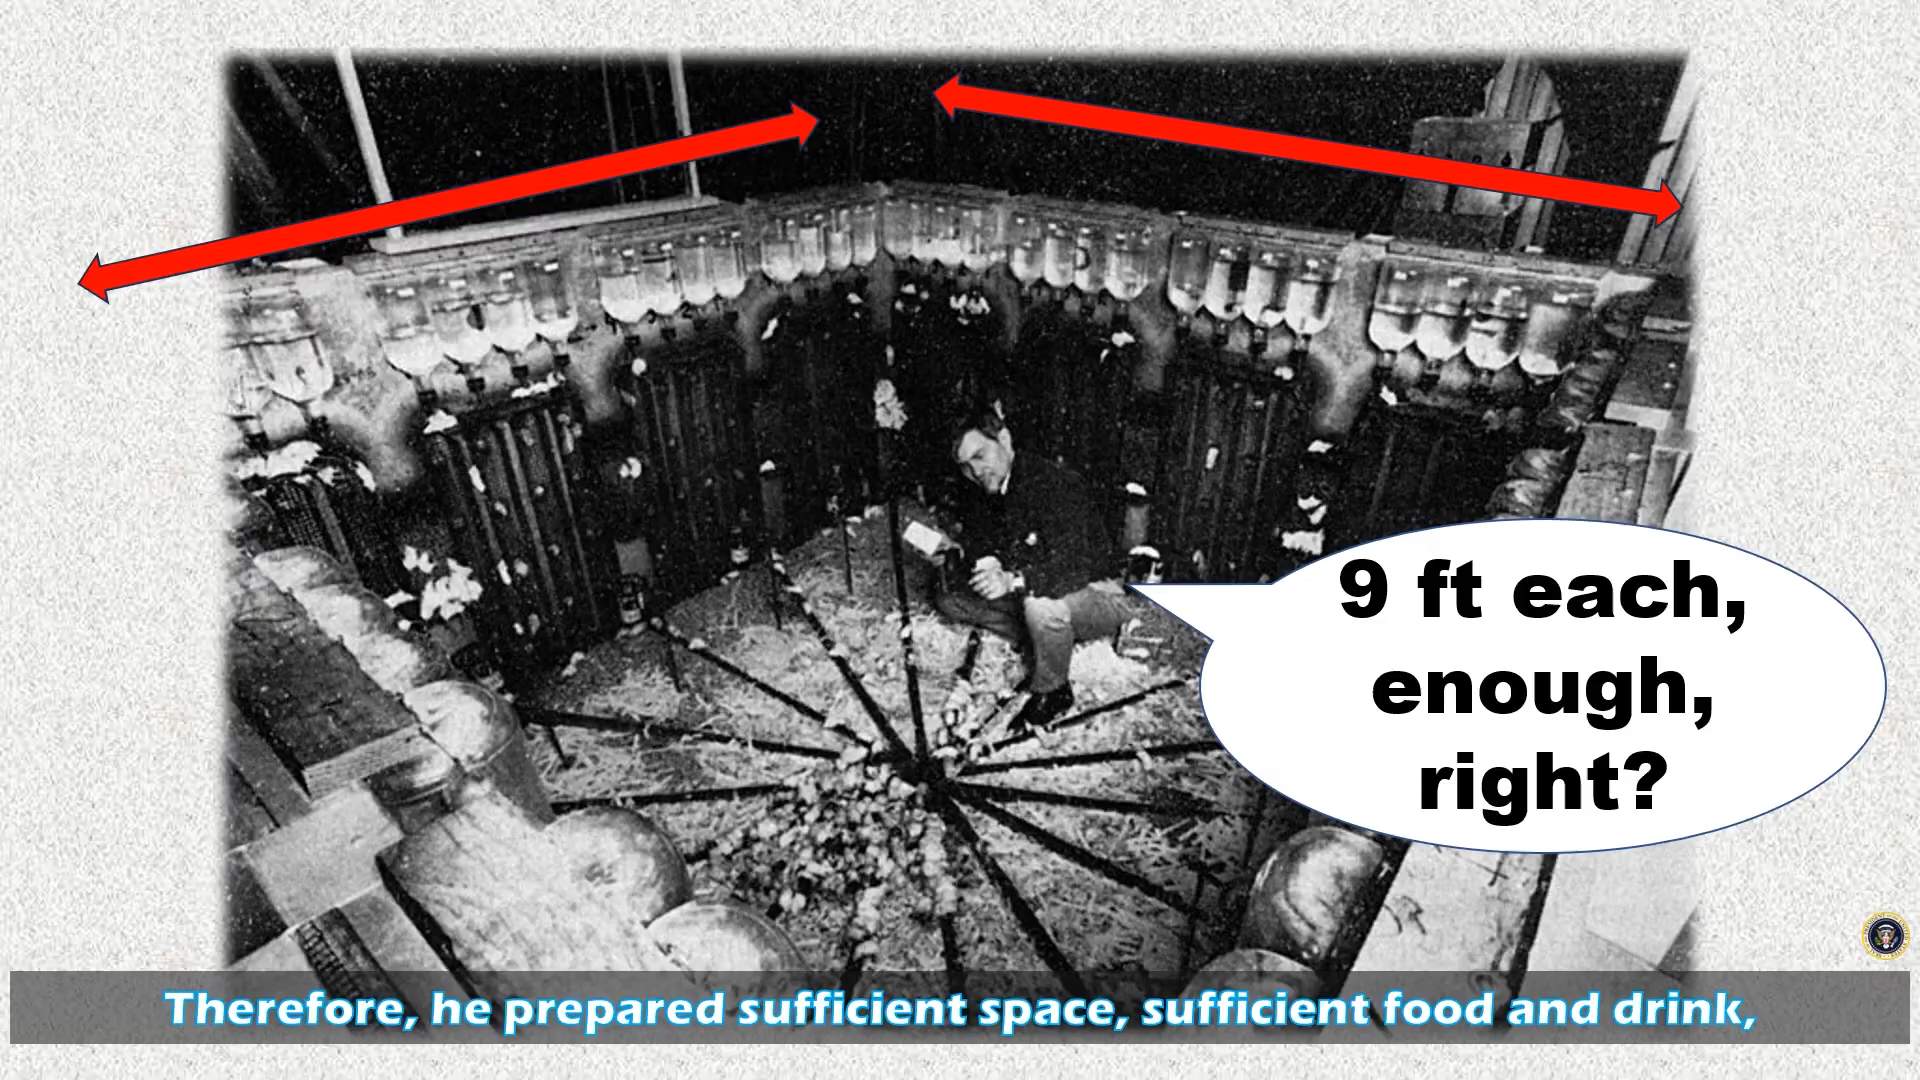 9 ft each,
enough,
right?
Therefore, he prepared sufficient space, sufficient food and drink,